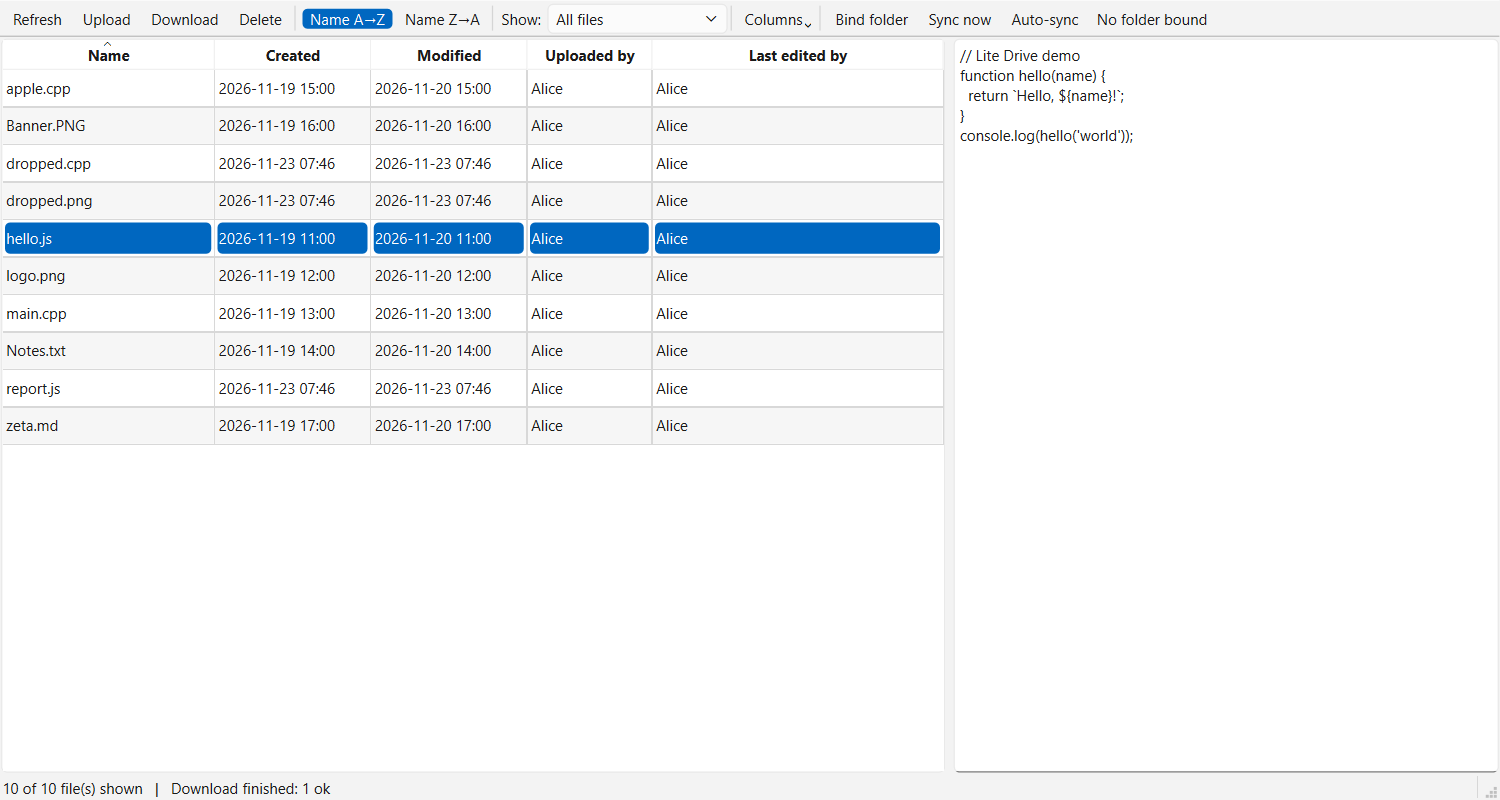 Refresh Upload Download Delete Name A→Z Name Z→A Show: All files Columns Bind folder Sync now Auto-sync No folder bound
Name Created Modified Uploaded by Last edited by
apple.cpp 2026-11-19 15:00 2026-11-20 15:00 Alice Alice
Banner.PNG 2026-11-19 16:00 2026-11-20 16:00 Alice Alice
dropped.cpp 2026-11-23 07:46 2026-11-23 07:46 Alice Alice
dropped.png 2026-11-23 07:46 2026-11-23 07:46 Alice Alice
hello.js 2026-11-19 11:00 2026-11-20 11:00 Alice Alice
logo.png 2026-11-19 12:00 2026-11-20 12:00 Alice Alice
main.cpp 2026-11-19 13:00 2026-11-20 13:00 Alice Alice
Notes.txt 2026-11-19 14:00 2026-11-20 14:00 Alice Alice
report.js 2026-11-23 07:46 2026-11-23 07:46 Alice Alice
zeta.md 2026-11-19 17:00 2026-11-20 17:00 Alice Alice
// Lite Drive demo
function hello(name) {
  return `Hello, ${name}!`;
}
console.log(hello('world'));
10 of 10 file(s) shown | Download finished: 1 ok